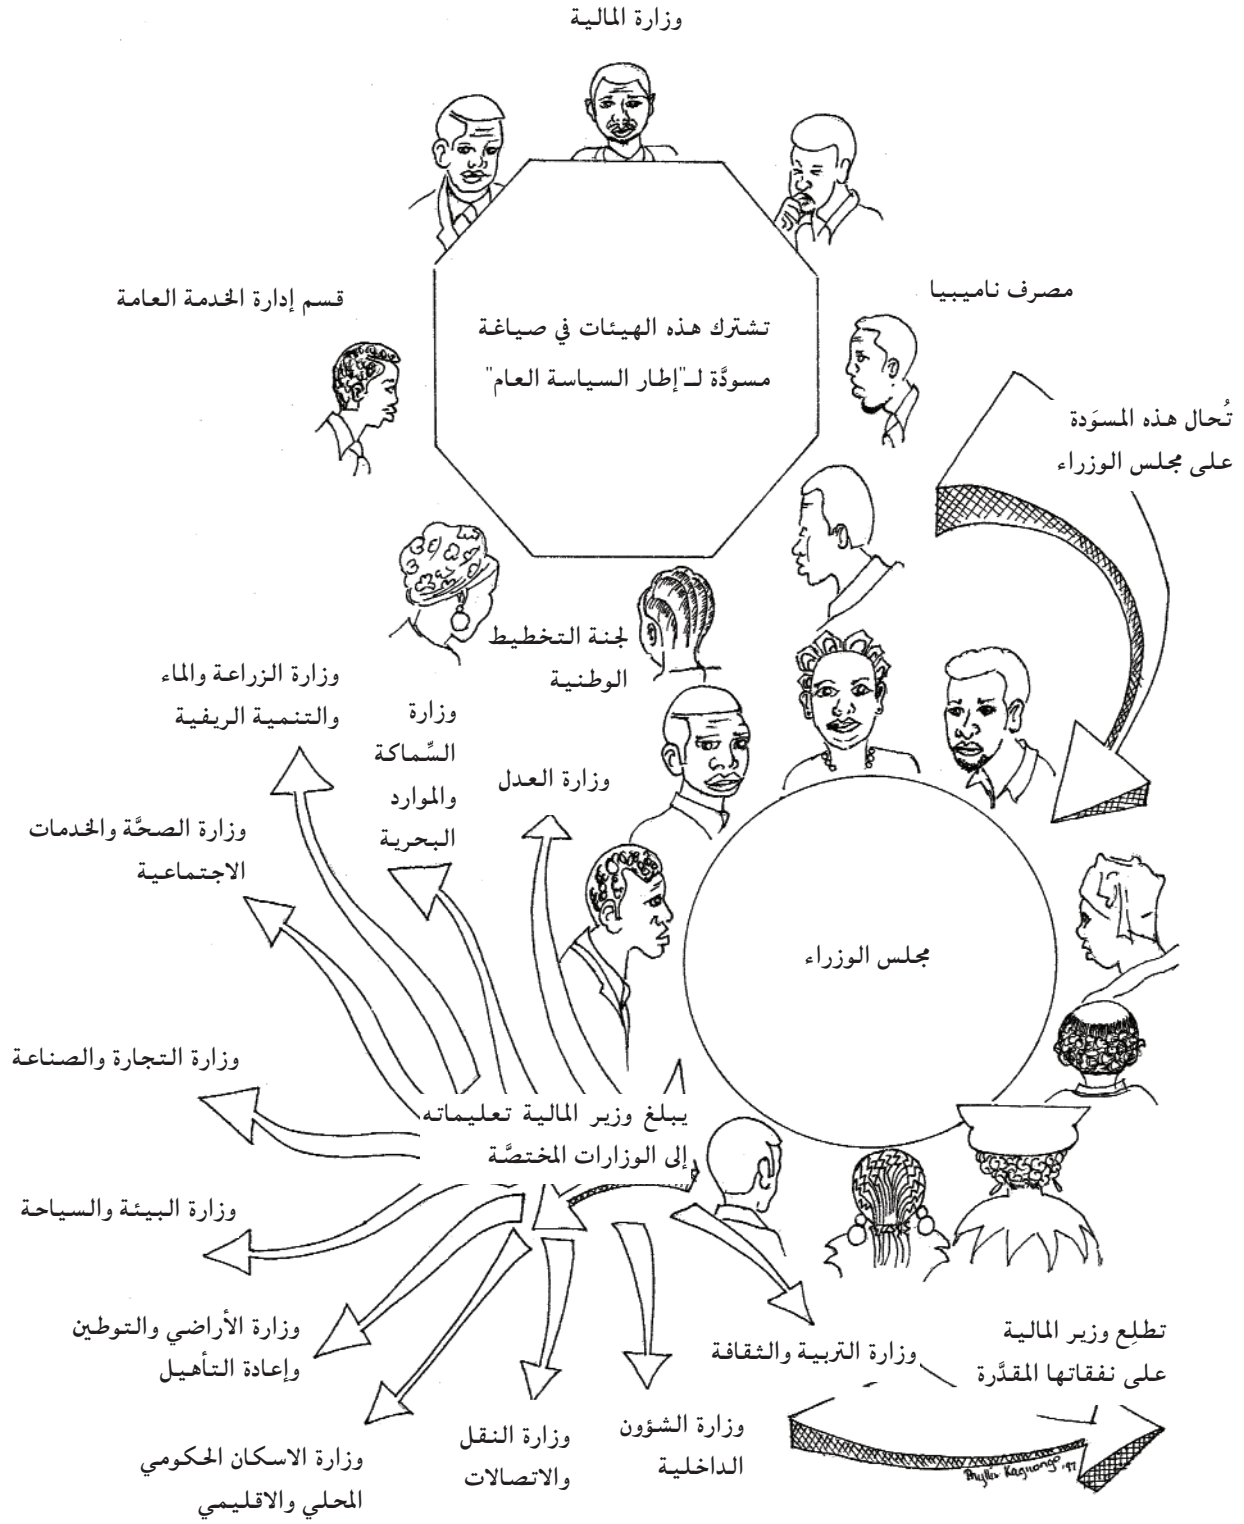 وزارة المالية
قسم إدارة الخدمة العامة
مصرف ناميبيا
تشترك هذه الهيئات في صياغة
مسودَّة لـ"إطار السياسة العام"
تُحال هذه المسوَدة
على مجلس الوزراء
لجنة التخطيط
الوطنية
وزارة الزراعة والماء
والتنمية الريفية
وزارة
السِّماكة
والموارد
البحرية
وزارة العدل
وزارة الصحَّة والخدمات
الاجتماعية
مجلس الوزراء
وزارة التجارة والصناعة
يبلغ وزير المالية تعليماته
إلى الوزارات المختصَّة
وزارة البيئة والسياحة
وزارة الأراضي والتوطين
وإعادة التأهيل
وزارة التربية والثقافة
تطلِع وزير المالية
على نفقاتها المقدَّرة
وزارة الشؤون
الداخلية
وزارة النقل
والاتصالات
وزارة الاسكان الحكومي
المحلي والاقليمي
'97